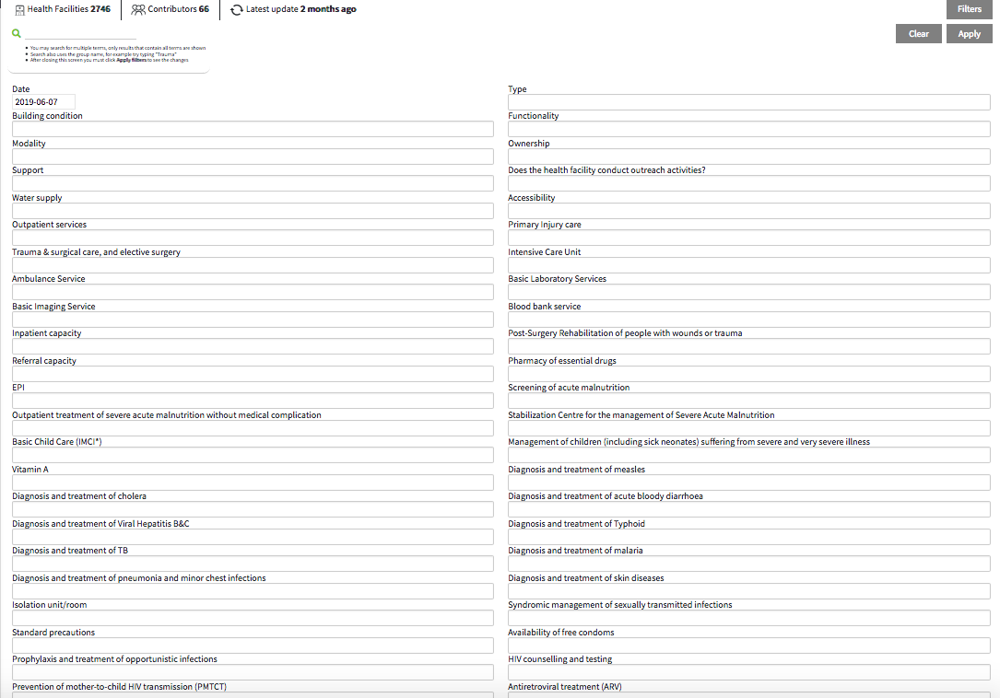 Health Facilities 2746 Contributors 66 Latest update 2 months ago Filters
Clear Apply
You may search for multiple terms, only results that contain all terms are shown
Search also uses the group name, for example try typing "Trauma"
After closing this screen you must click Apply filters to see the changes
Date Type
2019-06-07
Building condition Functionality
Modality Ownership
Support Does the health facility conduct outreach activities?
Water supply Accessibility
Outpatient services Primary Injury care
Trauma & surgical care, and elective surgery Intensive Care Unit
Ambulance Service Basic Laboratory Services
Basic Imaging Service Blood bank service
Inpatient capacity Post-Surgery Rehabilitation of people with wounds or trauma
Referral capacity Pharmacy of essential drugs
EPI Screening of acute malnutrition
Outpatient treatment of severe acute malnutrition without medical complication Stabilization Centre for the management of Severe Acute Malnutrition
Basic Child Care (IMCI*) Management of children (including sick neonates) suffering from severe and very severe illness
Vitamin A Diagnosis and treatment of measles
Diagnosis and treatment of cholera Diagnosis and treatment of acute bloody diarrhoea
Diagnosis and treatment of Viral Hepatitis B&C Diagnosis and treatment of Typhoid
Diagnosis and treatment of TB Diagnosis and treatment of malaria
Diagnosis and treatment of pneumonia and minor chest infections Diagnosis and treatment of skin diseases
Isolation unit/room Syndromic management of sexually transmitted infections
Standard precautions Availability of free condoms
Prophylaxis and treatment of opportunistic infections HIV counselling and testing
Prevention of mother-to-child HIV transmission (PMTCT) Antiretroviral treatment (ARV)